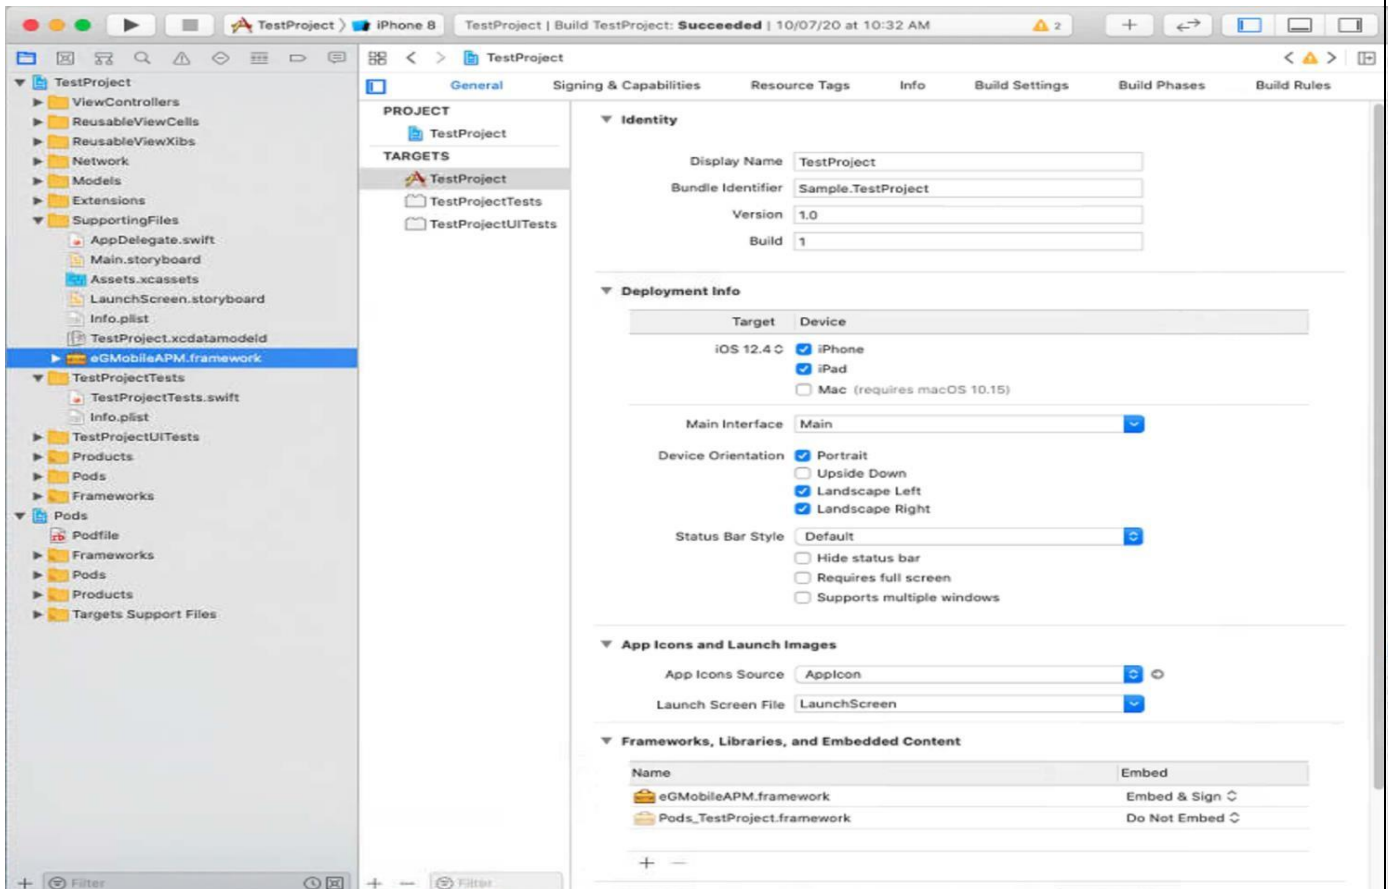 TestProject
iPhone 8
TestProject | Build TestProject: Succeeded | 10/07/20 at 10:32 AM
2
TestProject
ViewControllers
ReusableViewCells
ReusableViewXibs
Network
Models
Extensions
SupportingFiles
AppDelegate.swift
Main.storyboard
Assets.xcassets
LaunchScreen.storyboard
Info.plist
TestProject.xcdatamodeld
eGMobileAPM.framework
TestProjectTests
TestProjectTests.swift
Info.plist
TestProjectUITests
Products
Pods
Frameworks
Pods
Podfile
Frameworks
Pods
Products
Targets Support Files
Filter
TestProject
General Signing & Capabilities Resource Tags Info Build Settings Build Phases Build Rules
PROJECT
TestProject
TARGETS
TestProject
TestProjectTests
TestProjectUITests
Filter
Identity
Display Name TestProject
Bundle Identifier Sample.TestProject
Version 1.0
Build 1
Deployment Info
Target Device
iOS 12.4 iPhone
iPad
Mac (requires macOS 10.15)
Main Interface Main
Device Orientation Portrait
Upside Down
Landscape Left
Landscape Right
Status Bar Style Default
Hide status bar
Requires full screen
Supports multiple windows
App Icons and Launch Images
App Icons Source AppIcon
Launch Screen File LaunchScreen
Frameworks, Libraries, and Embedded Content
Name Embed
eGMobileAPM.framework Embed & Sign
Pods_TestProject.framework Do Not Embed